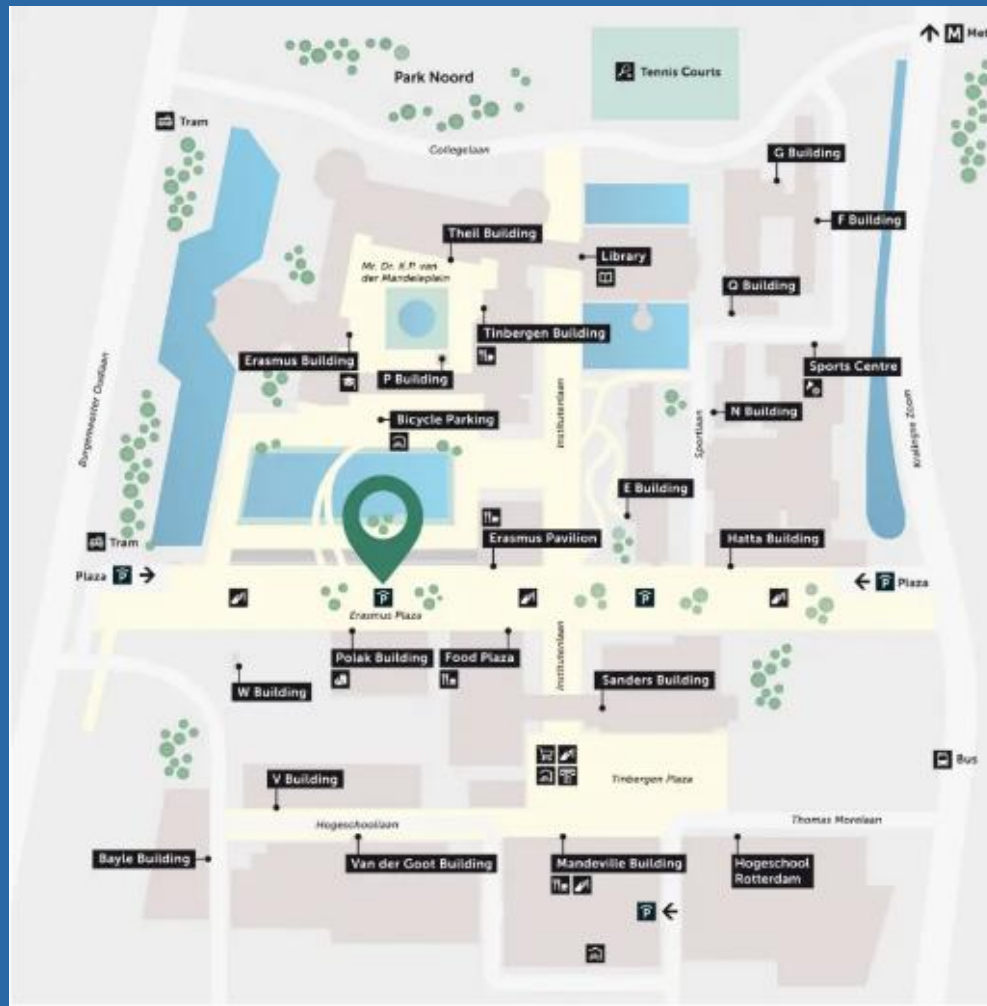 Met
Park Noord
Tennis Courts
Tram
Collegelaan
G Building
F Building
Theil Building
Library
Mr. Dr. K.P. van
der Mandeleplein
Q Building
Tinbergen Building
Erasmus Building
Sports Centre
P Building
N Building
Bicycle Parking
Burgemeester Oudlaan
Institutenlaan
Sportlaan
Kralingse Zoom
E Building
Erasmus Pavilion
Hatta Building
Tram
Plaza P
P Plaza
P
P
Erasmus Plaza
Polak Building
Food Plaza
Institutenlaan
W Building
Sanders Building
Bus
V Building
Tinbergen Plaza
Hogeschoollaan
Thomas Morelaan
Bayle Building
Van der Goot Building
Mandeville Building
Hogeschool
Rotterdam
P